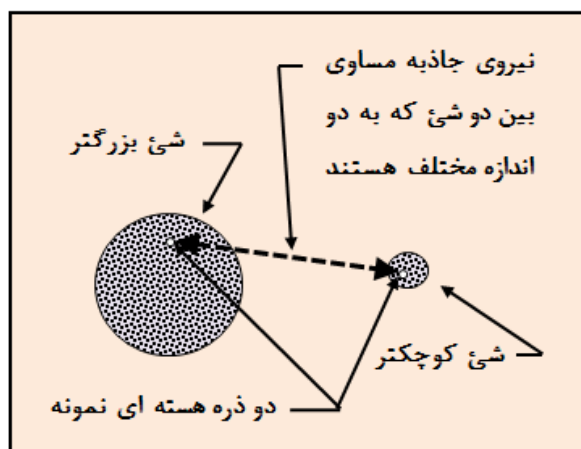 نیروی جاذبه مساوی
بین دو شئ که به دو
اندازه مختلف هستند
شئ بزرگتر
شئ کوچکتر
دو ذره هسته ای نمونه